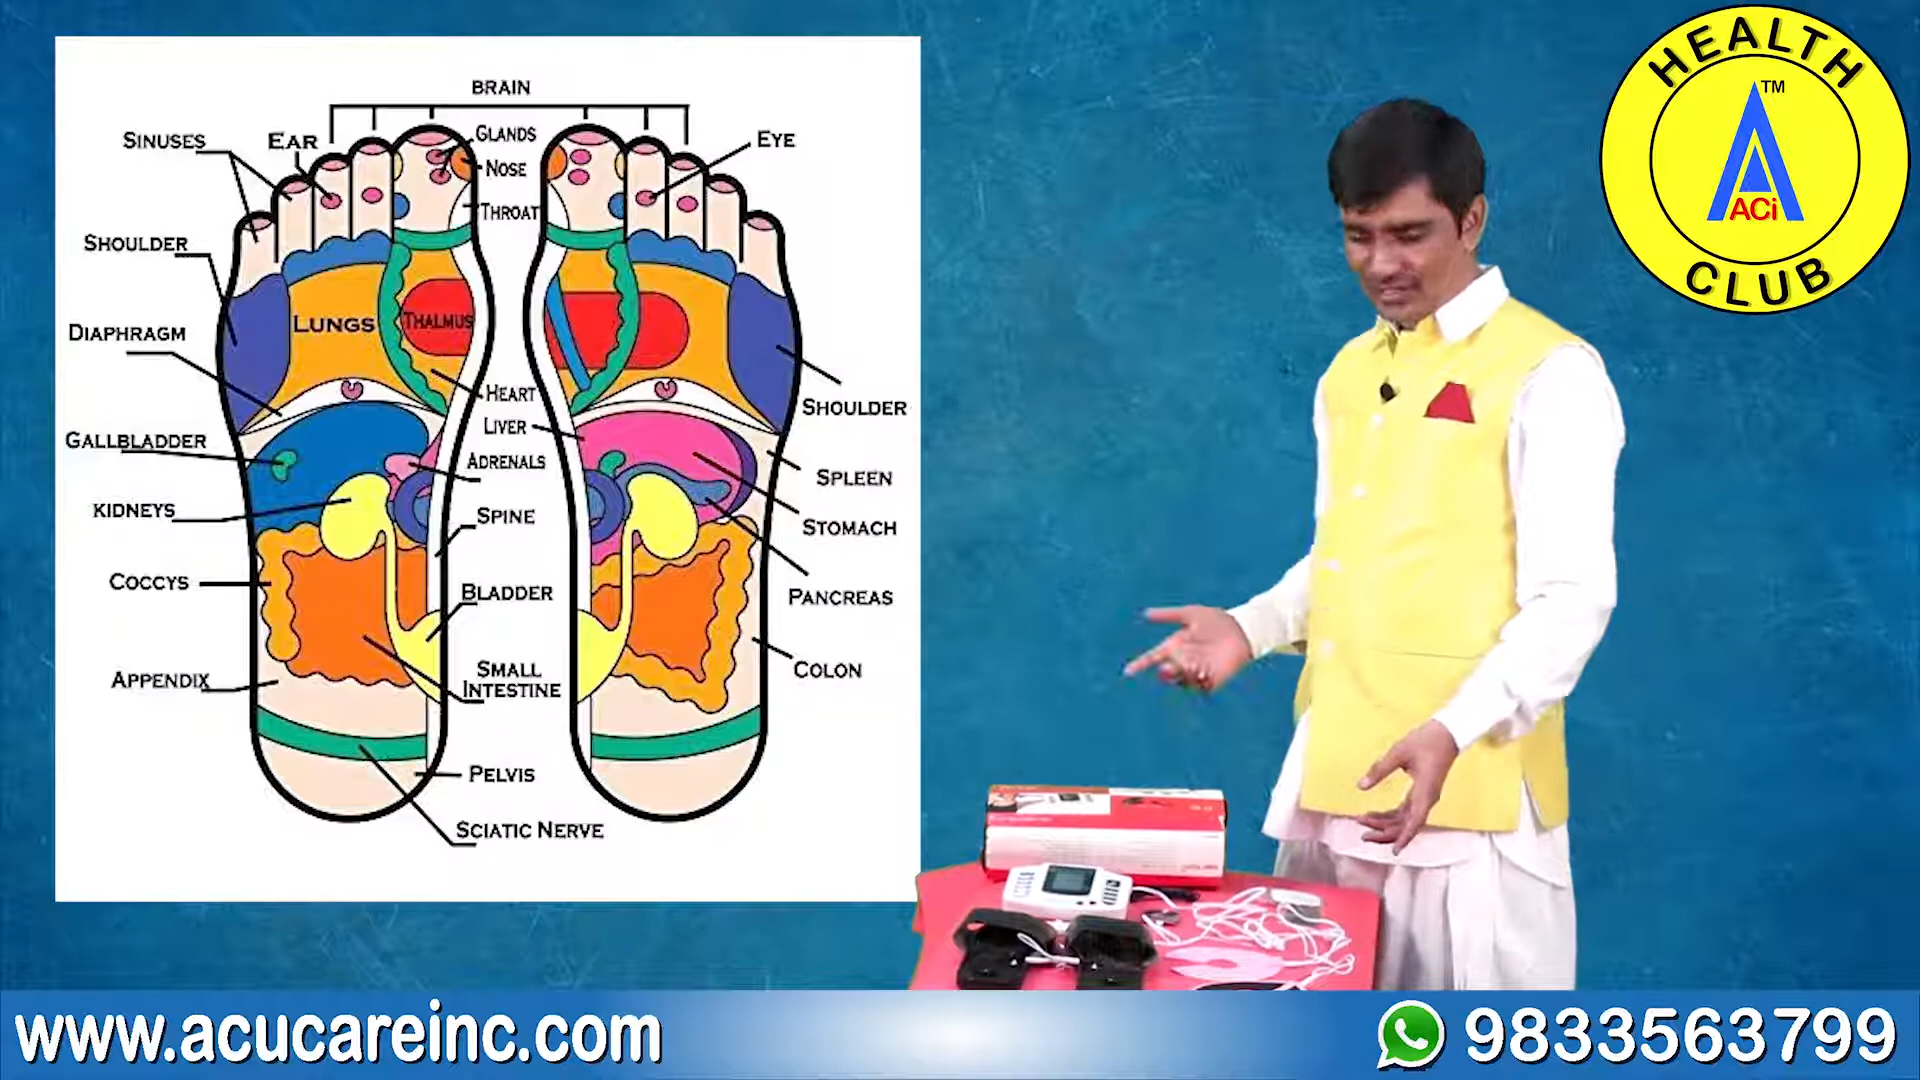 BRAIN
SINUSES
EAR
GLANDS
EYE
NOSE
THROAT
SHOULDER
LUNGS
THALMUS
DIAPHRAGM
HEART
SHOULDER
LIVER
GALLBLADDER
ADRENALS
SPLEEN
KIDNEYS
SPINE
STOMACH
COCCYS
BLADDER
PANCREAS
SMALL
INTESTINE
COLON
APPENDIX
PELVIS
SCIATIC NERVE
HEALTH
TM
ACi
CLUB
www.acucareinc.com
9833563799